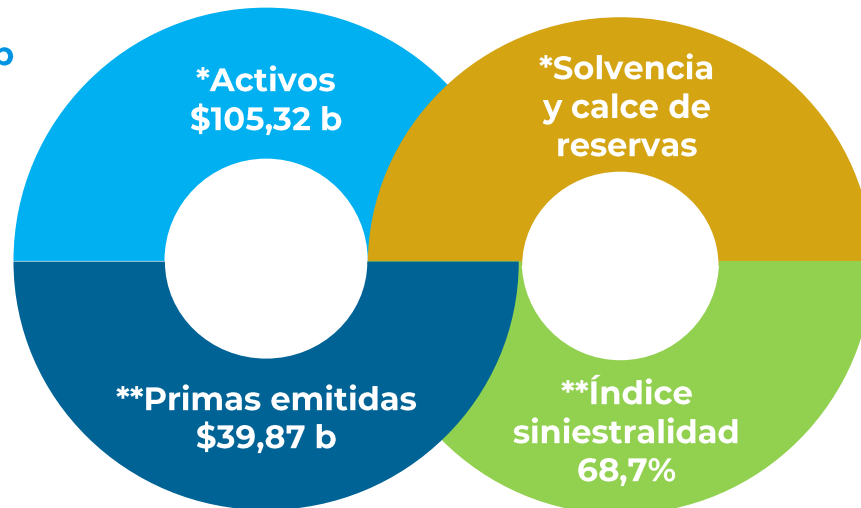 *Activos
$105,32 b
*Solvencia
y calce de
reservas
**Primas emitidas
$39,87 b
**Índice
siniestralidad
68,7%